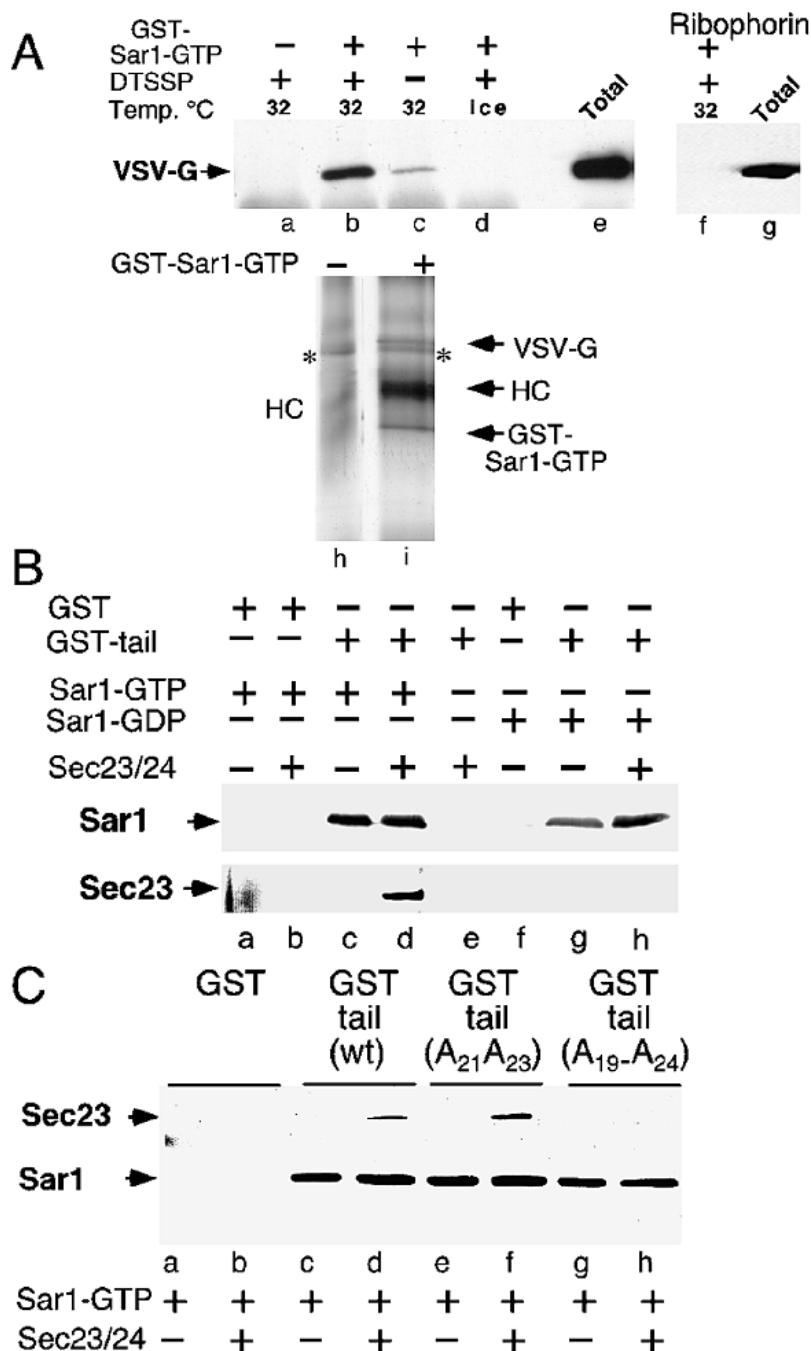 A
GST-
Sar1-GTP - + + +
DTSSP + + - +
Temp. °C 32 32 32 ice Total
Ribophorin
+
+
32 Total
VSV-G
a b c d e f g
GST-Sar1-GTP - +
* *
VSV-G
HC HC
GST-
Sar1-GTP
h i
B
GST + + - - - + - -
GST-tail - - + + + - + +
Sar1-GTP + + + + - - - -
Sar1-GDP - - - - - + + +
Sec23/24 - + - + + - - +
Sar1
Sec23
a b c d e f g h
C
GST GST GST GST
tail tail tail
(wt) (A21A23) (A19-A24)
Sec23
Sar1
a b c d e f g h
Sar1-GTP + + + + + + + +
Sec23/24 - + - + - + - +